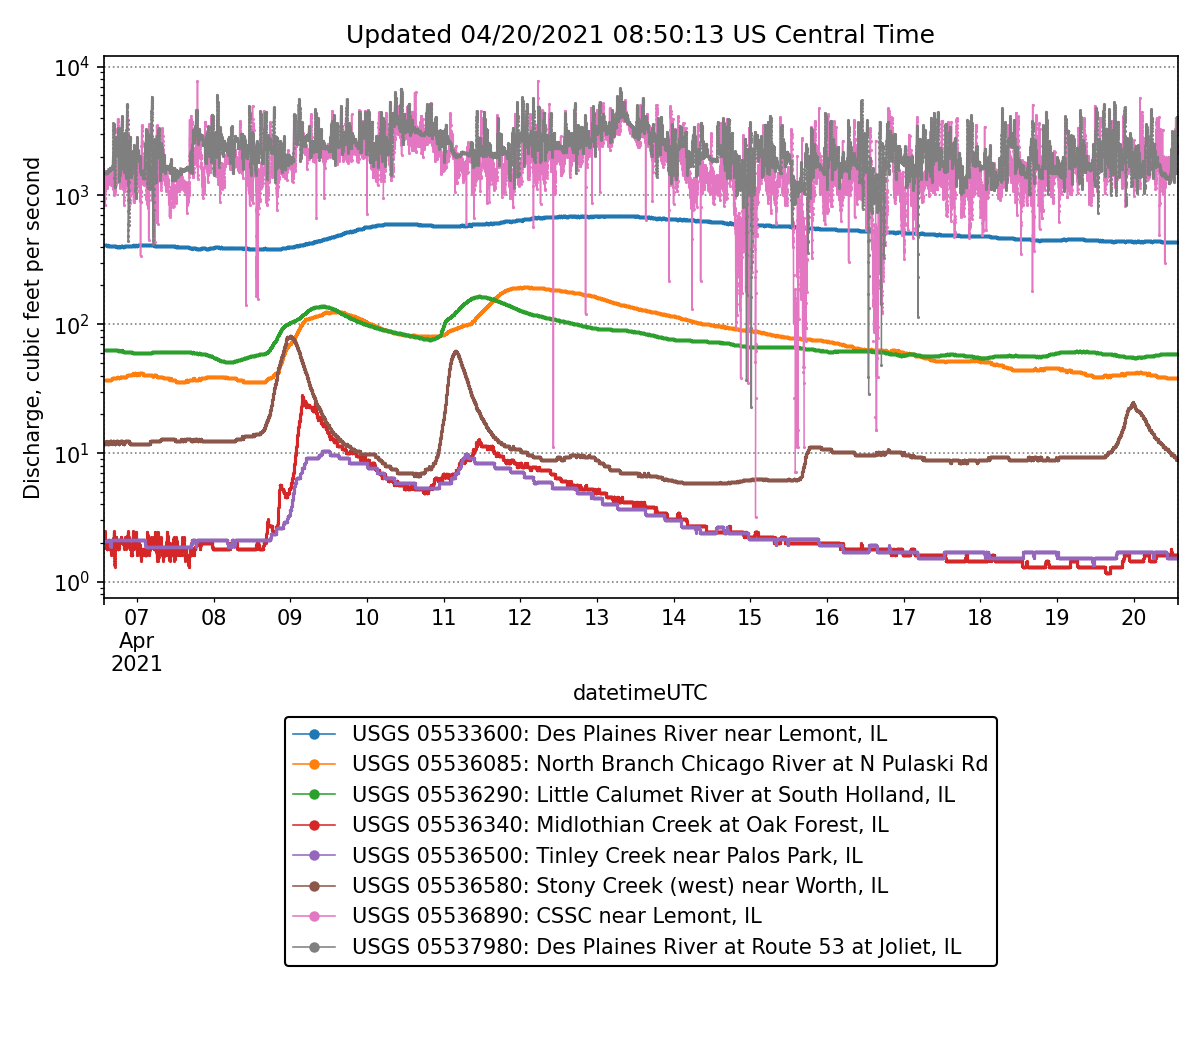 Updated 04/20/2021 08:50:13 US Central Time
Discharge, cubic feet per second
10^4
10^3
10^2
10^1
10^0
07 08 09 10 11 12 13 14 15 16 17 18 19 20
Apr
2021
datetimeUTC
USGS 05533600: Des Plaines River near Lemont, IL
USGS 05536085: North Branch Chicago River at N Pulaski Rd
USGS 05536290: Little Calumet River at South Holland, IL
USGS 05536340: Midlothian Creek at Oak Forest, IL
USGS 05536500: Tinley Creek near Palos Park, IL
USGS 05536580: Stony Creek (west) near Worth, IL
USGS 05536890: CSSC near Lemont, IL
USGS 05537980: Des Plaines River at Route 53 at Joliet, IL